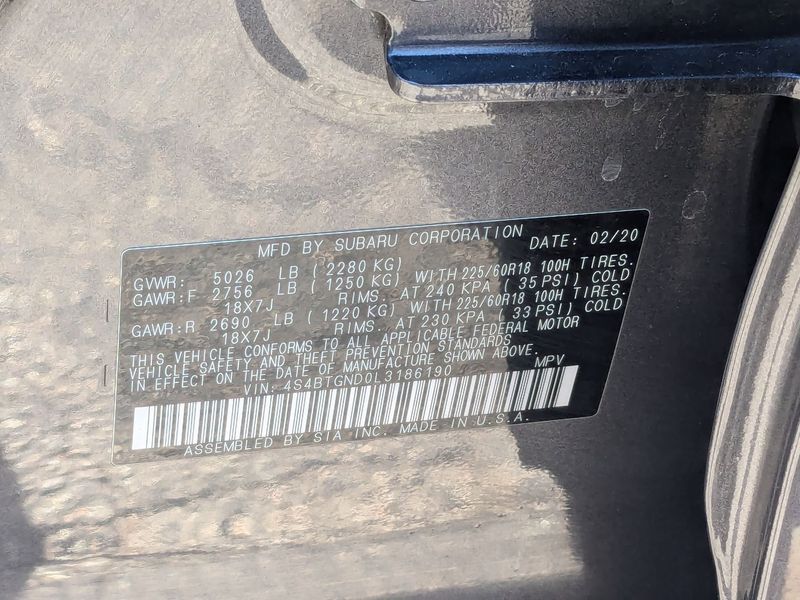 MFD BY SUBARU CORPORATION DATE: 02/20
GVWR: 5026 LB (2280 KG)
GAWR:F 2756 LB (1250 KG) WITH 225/60R18 100H TIRES.
18X7J RIMS. AT 240 KPA (35 PSI) COLD
GAWR:R 2690 LB (1220 KG) WITH 225/60R18 100H TIRES.
18X7J RIMS. AT 230 KPA (33 PSI) COLD
THIS VEHICLE CONFORMS TO ALL APPLICABLE FEDERAL MOTOR
VEHICLE SAFETY AND THEFT PREVENTION STANDARDS
IN EFFECT ON THE DATE OF MANUFACTURE SHOWN ABOVE.
VIN: 4S4BTGND0L3186190 MPV
ASSEMBLED BY SIA INC. MADE IN U.S.A.